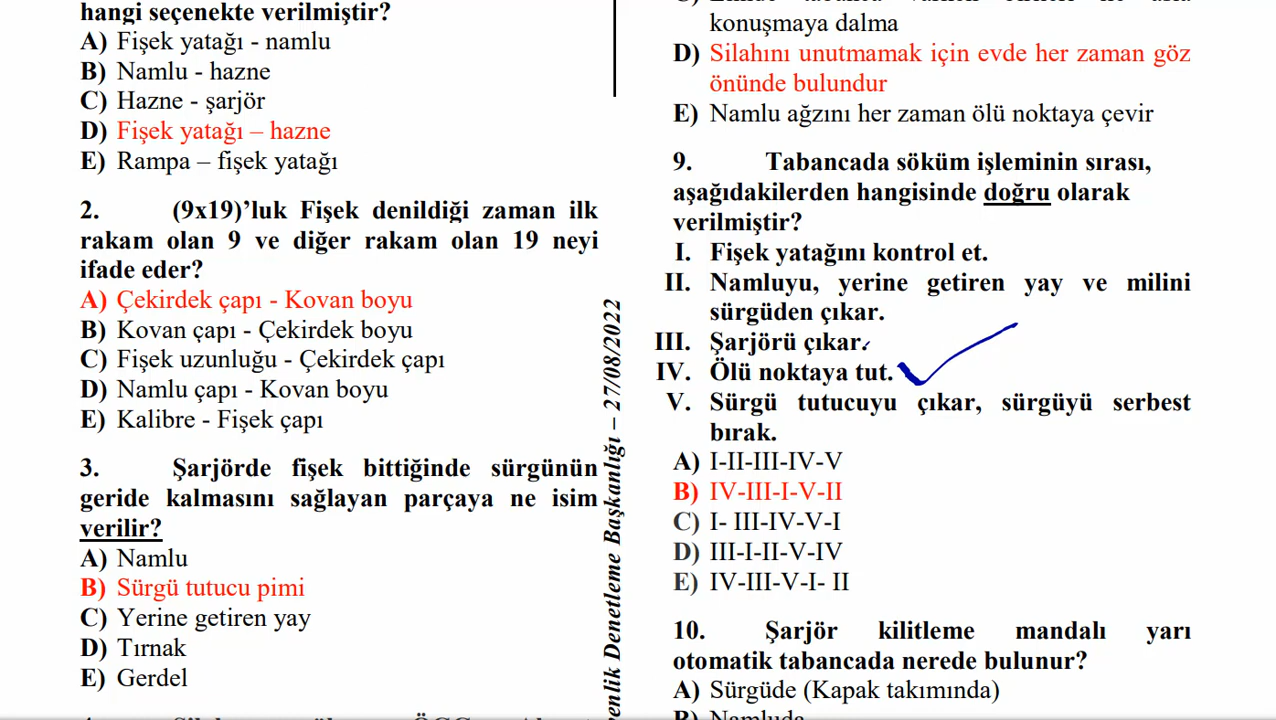 hangi seçenekte verilmiştir?
A) Fişek yatağı - namlu
B) Namlu - hazne
C) Hazne - şarjör
D) Fişek yatağı – hazne
E) Rampa – fişek yatağı
2. (9x19)’luk Fişek denildiği zaman ilk
rakam olan 9 ve diğer rakam olan 19 neyi
ifade eder?
A) Çekirdek çapı - Kovan boyu
B) Kovan çapı - Çekirdek boyu
C) Fişek uzunluğu - Çekirdek çapı
D) Namlu çapı - Kovan boyu
E) Kalibre - Fişek çapı
3. Şarjörde fişek bittiğinde sürgünün
geride kalmasını sağlayan parçaya ne isim
verilir?
A) Namlu
B) Sürgü tutucu pimi
C) Yerine getiren yay
D) Tırnak
E) Gerdel
enlik Denetleme Başkanlığı – 27/08/2022
konuşmaya dalma
D) Silahını unutmamak için evde her zaman göz
önünde bulundur
E) Namlu ağzını her zaman ölü noktaya çevir
9. Tabancada söküm işleminin sırası,
aşağıdakilerden hangisinde doğru olarak
verilmiştir?
I. Fişek yatağını kontrol et.
II. Namluyu, yerine getiren yay ve milini
sürgüden çıkar.
III. Şarjörü çıkar.
IV. Ölü noktaya tut.
V. Sürgü tutucuyu çıkar, sürgüyü serbest
bırak.
A) I-II-III-IV-V
B) IV-III-I-V-II
C) I- III-IV-V-I
D) III-I-II-V-IV
E) IV-III-V-I- II
10. Şarjör kilitleme mandalı yarı
otomatik tabancada nerede bulunur?
A) Sürgüde (Kapak takımında)
B) Namluda